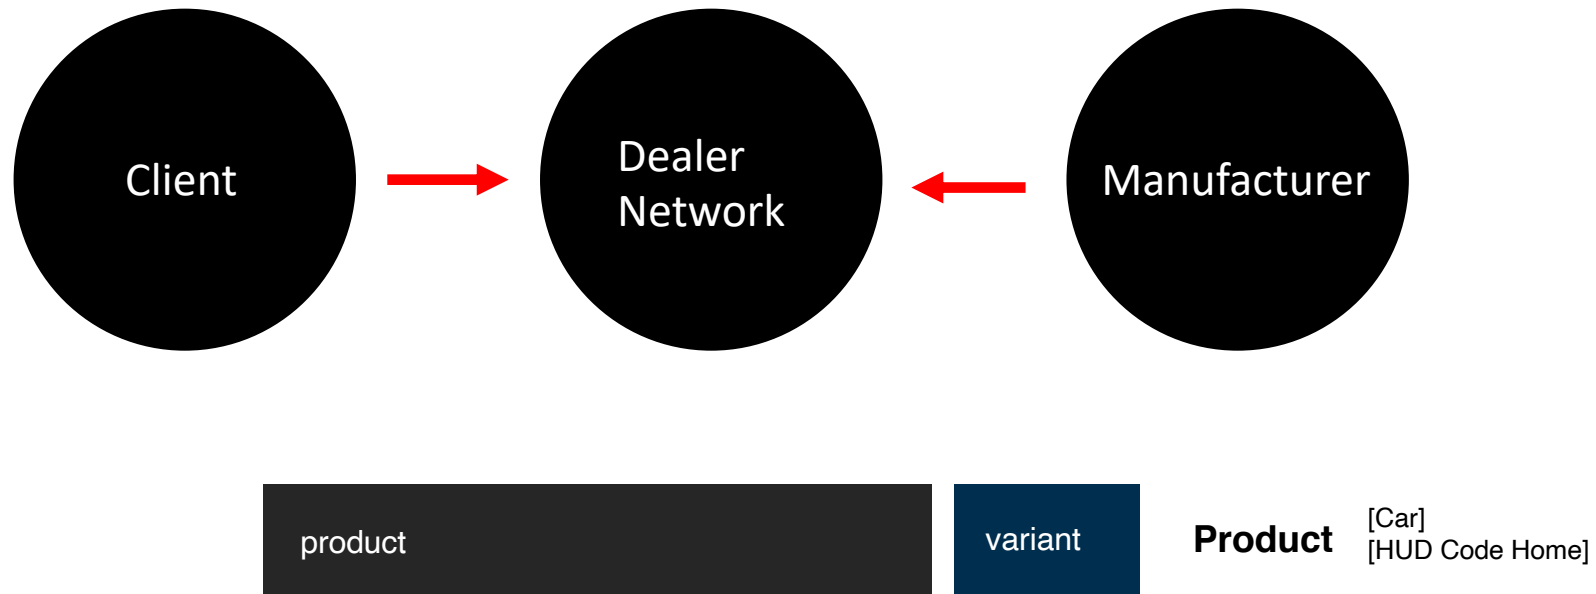 Client
Dealer
Network
Manufacturer
product
variant
Product
[Car]
[HUD Code Home]